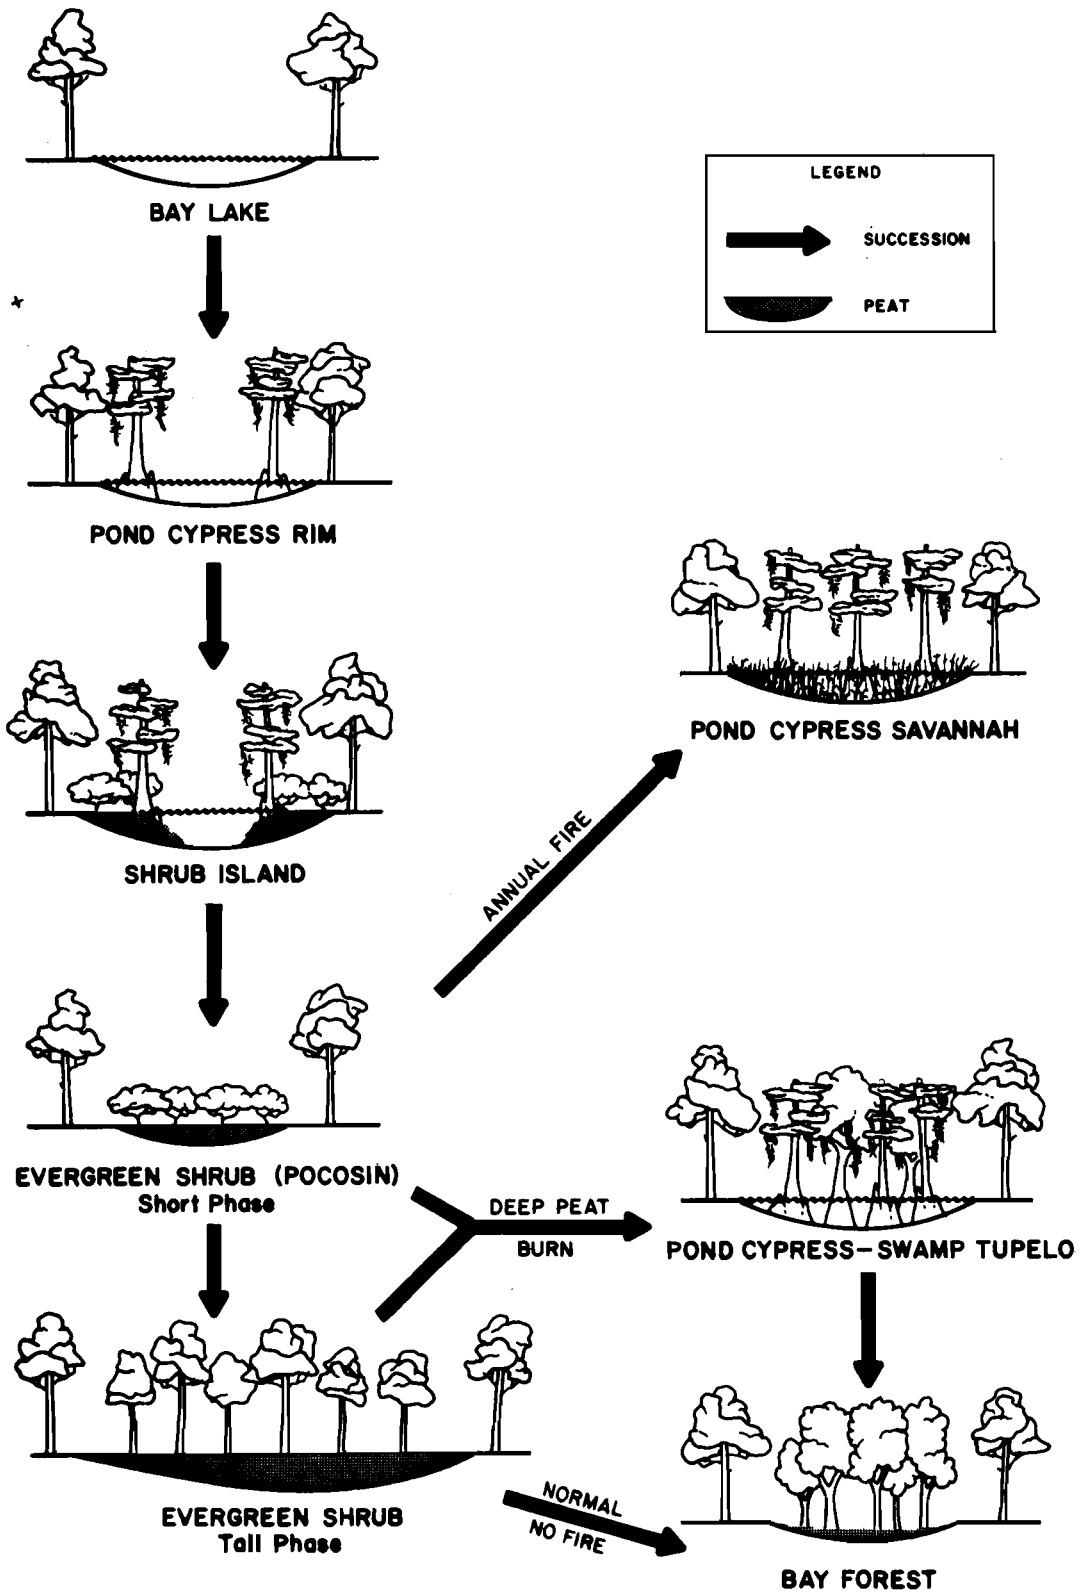 BAY LAKE
LEGEND
SUCCESSION
PEAT
POND CYPRESS RIM
POND CYPRESS SAVANNAH
SHRUB ISLAND
ANNUAL FIRE
EVERGREEN SHRUB (POCOSIN)
Short Phase
DEEP PEAT
BURN
POND CYPRESS–SWAMP TUPELO
EVERGREEN SHRUB
Tall Phase
NORMAL
NO FIRE
BAY FOREST